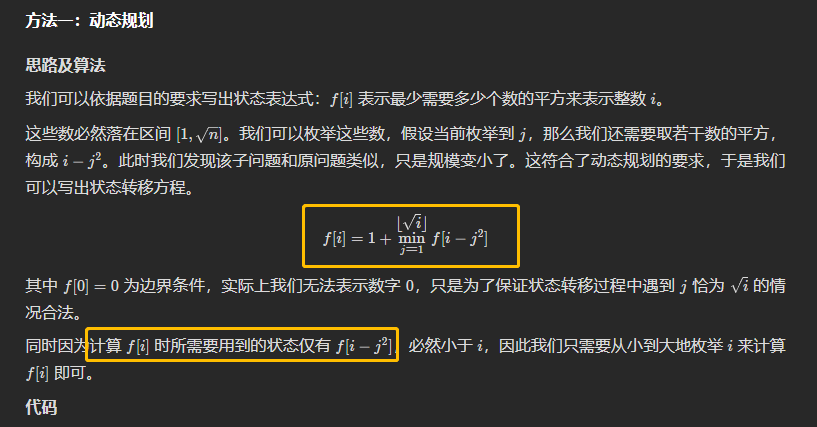 方法一：动态规划
思路及算法
我们可以依据题目的要求写出状态表达式：f[i] 表示最少需要多少个数的平方来表示整数 i。
这些数必然落在区间 [1, √n]。我们可以枚举这些数，假设当前枚举到 j，那么我们还需要取若干数的平方，
构成 i − j²。此时我们发现该子问题和原问题类似，只是规模变小了。这符合了动态规划的要求，于是我们
可以写出状态转移方程。
f[i] = 1 + min_{j=1}^{⌊√i⌋} f[i − j²]
其中 f[0] = 0 为边界条件，实际上我们无法表示数字 0，只是为了保证状态转移过程中遇到 j 恰为 √i 的情
况合法。
同时因为计算 f[i] 时所需要用到的状态仅有 f[i − j²]，必然小于 i，因此我们只需要从小到大地枚举 i 来计算
f[i] 即可。
代码